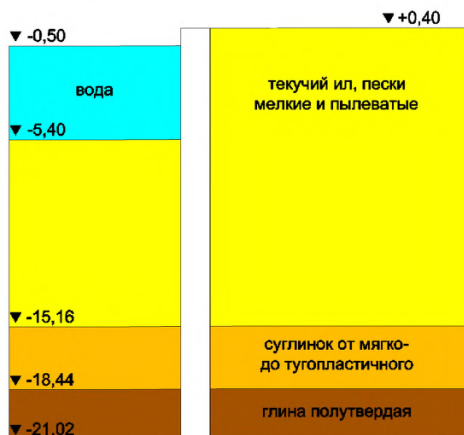 ▼ +0,40
▼ -0,50
вода
текучий ил, пески
мелкие и пылеватые
▼ -5,40
▼ -15,16
суглинок от мягко-
до тугопластичного
▼ -18,44
глина полутвердая
▼ -21,02